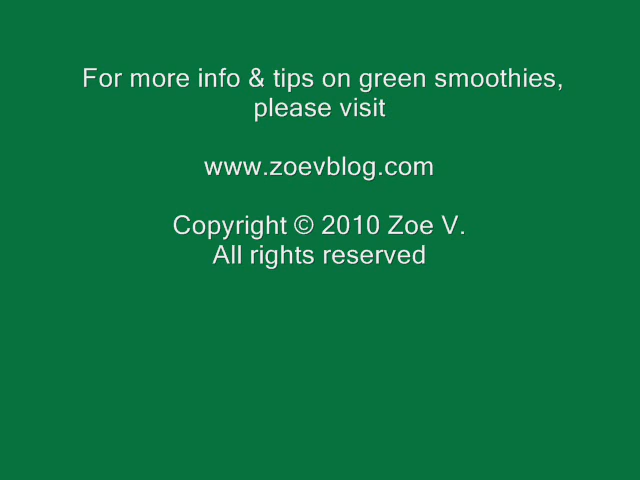 For more info & tips on green smoothies,
please visit
www.zoevblog.com
Copyright © 2010 Zoe V.
All rights reserved